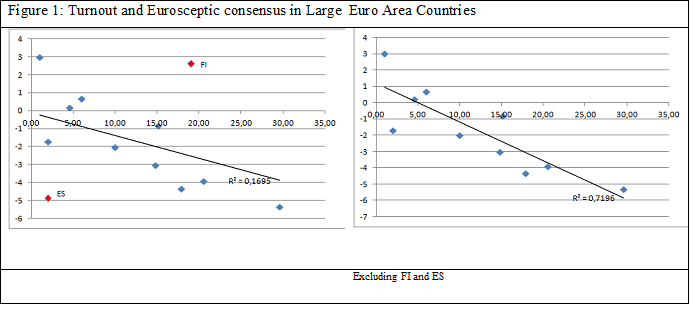 Figure 1: Turnout and Eurosceptic consensus in Large Euro Area Countries
4
3
2
1
0
-1
-2
-3
-4
-5
-6
0,00 5,00 10,00 15,00 20,00 25,00 30,00 35,00
FI
ES
R² = 0,1695
4
3
2
1
0
-1
-2
-3
-4
-5
-6
-7
0,00 5,00 10,00 15,00 20,00 25,00 30,00 35,00
R² = 0,7196
Excluding FI and ES